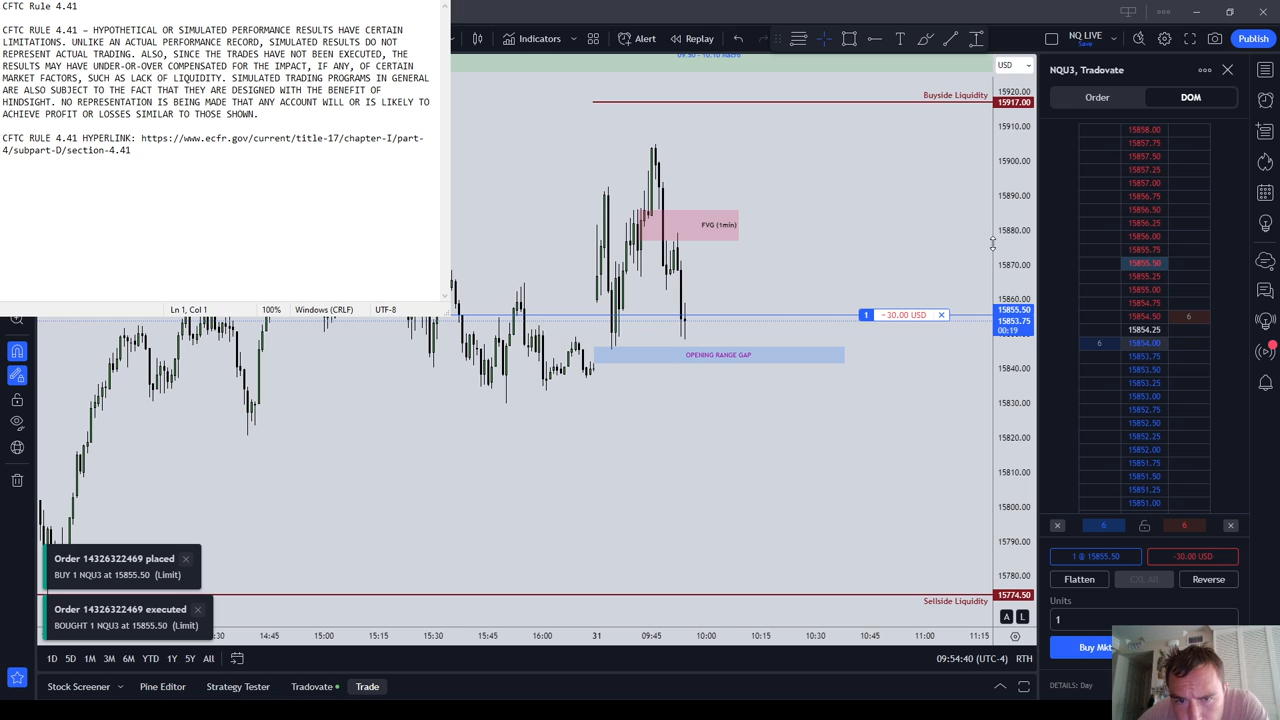 CFTC Rule 4.41
CFTC RULE 4.41 – HYPOTHETICAL OR SIMULATED PERFORMANCE RESULTS HAVE CERTAIN
LIMITATIONS. UNLIKE AN ACTUAL PERFORMANCE RECORD, SIMULATED RESULTS DO NOT
REPRESENT ACTUAL TRADING. ALSO, SINCE THE TRADES HAVE NOT BEEN EXECUTED, THE
RESULTS MAY HAVE UNDER-OR-OVER COMPENSATED FOR THE IMPACT, IF ANY, OF CERTAIN
MARKET FACTORS, SUCH AS LACK OF LIQUIDITY. SIMULATED TRADING PROGRAMS IN GENERAL
ARE ALSO SUBJECT TO THE FACT THAT THEY ARE DESIGNED WITH THE BENEFIT OF
HINDSIGHT. NO REPRESENTATION IS BEING MADE THAT ANY ACCOUNT WILL OR IS LIKELY TO
ACHIEVE PROFIT OR LOSSES SIMILAR TO THOSE SHOWN.
CFTC RULE 4.41 HYPERLINK: https://www.ecfr.gov/current/title-17/chapter-I/part-
4/subpart-D/section-4.41
Ln 1, Col 1 100% Windows (CRLF) UTF-8
Indicators Alert Replay
NQ LIVE
Save
Publish
USD
15920.00
15917.00
15910.00
15900.00
15890.00
15880.00
15870.00
15860.00
15855.50
15853.75
00:19
15840.00
15830.00
15820.00
15810.00
15800.00
15790.00
15780.00
15774.50
Buyside Liquidity
FVG (1min)
1 −30.00 USD
OPENING RANGE GAP
Sellside Liquidity
Order 14326322469 placed
BUY 1 NQU3 at 15855.50 (Limit)
Order 14326322469 executed
BOUGHT 1 NQU3 at 15855.50 (Limit)
:30 14:45 15:00 15:15 15:30 15:45 16:00 31 09:45 10:00 10:15 10:30 10:45 11:00 11:15
A L
1D 5D 1M 3M 6M YTD 1Y 5Y All
09:54:40 (UTC-4) RTH
Stock Screener Pine Editor Strategy Tester Tradovate Trade
NQU3, Tradovate
Order DOM
15858.00
15857.75
15857.50
15857.25
15857.00
15856.75
15856.50
15856.25
15856.00
15855.75
15855.50
15855.25
15855.00
15854.75
15854.50 6
15854.25
6 15854.00
15853.75
15853.50
15853.25
15853.00
15852.75
15852.50
15852.25
15852.00
15851.75
15851.50
15851.25
15851.00
6 6
1 @ 15855.50 -30.00 USD
Flatten CXL All Reverse
Units
1
Buy Mkt
DETAILS: Day